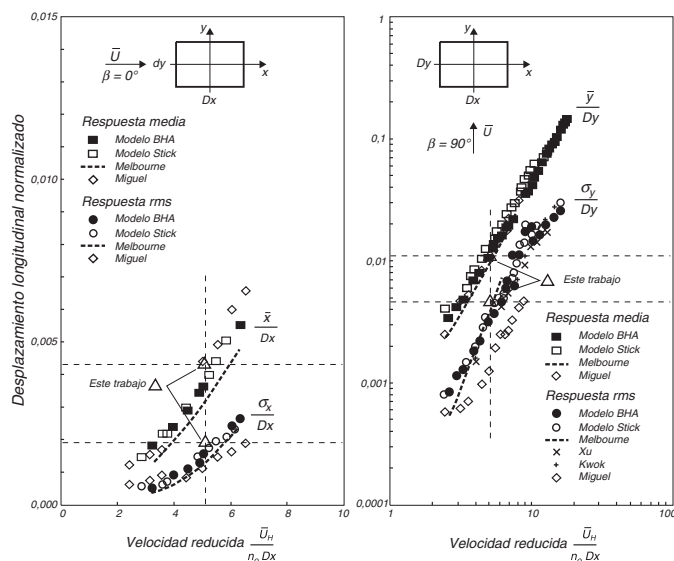 Desplazamiento longitudinal normalizado
0,015
0,010
0,005
0,000
0
2
4
6
8
10
Velocidad reducida U̅H / no Dx
U̅
β = 0°
dy
y
x
Dx
Respuesta media
Modelo BHA
Modelo Stick
Melbourne
Miguel
Respuesta rms
Modelo BHA
Modelo Stick
Melbourne
Miguel
x̅ / Dx
Este trabajo
σx / Dx
1
0,1
0,01
0,001
0,0001
1
10
100
Velocidad reducida U̅H / no Dx
y
Dy
x
Dx
β = 90°
U̅
y̅ / Dy
σy / Dy
Este trabajo
Respuesta media
Modelo BHA
Modelo Stick
Melbourne
Miguel
Respuesta rms
Modelo BHA
Modelo Stick
Melbourne
Xu
Kwok
Miguel